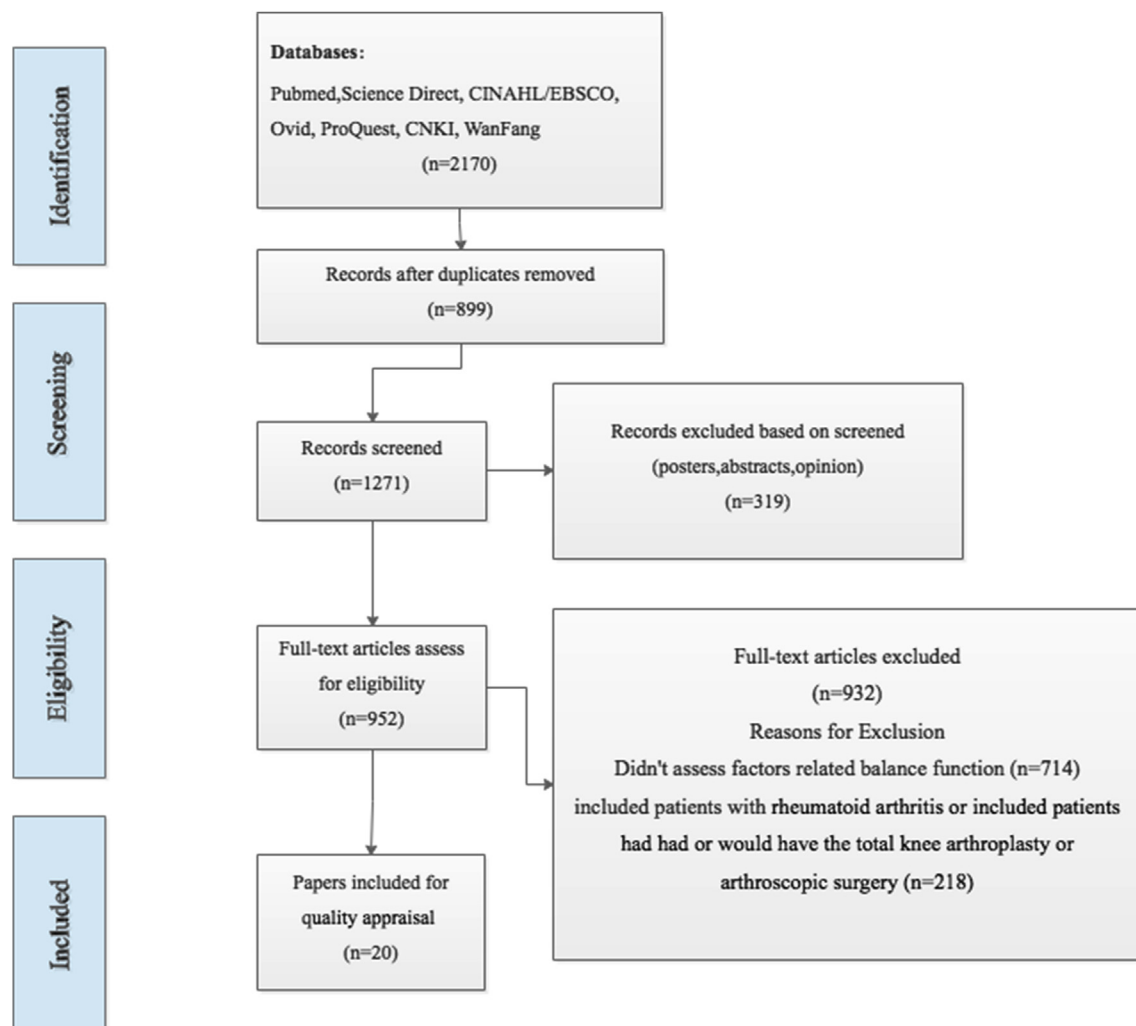 Identification
Databases:
Pubmed,Science Direct, CINAHL/EBSCO,
Ovid, ProQuest, CNKI, WanFang
(n=2170)
Records after duplicates removed
(n=899)
Screening
Records screened
(n=1271)
Records excluded based on screened
(posters,abstracts,opinion)
(n=319)
Eligibility
Full-text articles assess
for eligibility
(n=952)
Full-text articles excluded
(n=932)
Reasons for Exclusion
Didn't assess factors related balance function (n=714)
included patients with rheumatoid arthritis or included patients
had had or would have the total knee arthroplasty or
arthroscopic surgery (n=218)
Included
Papers included for
quality appraisal
(n=20)